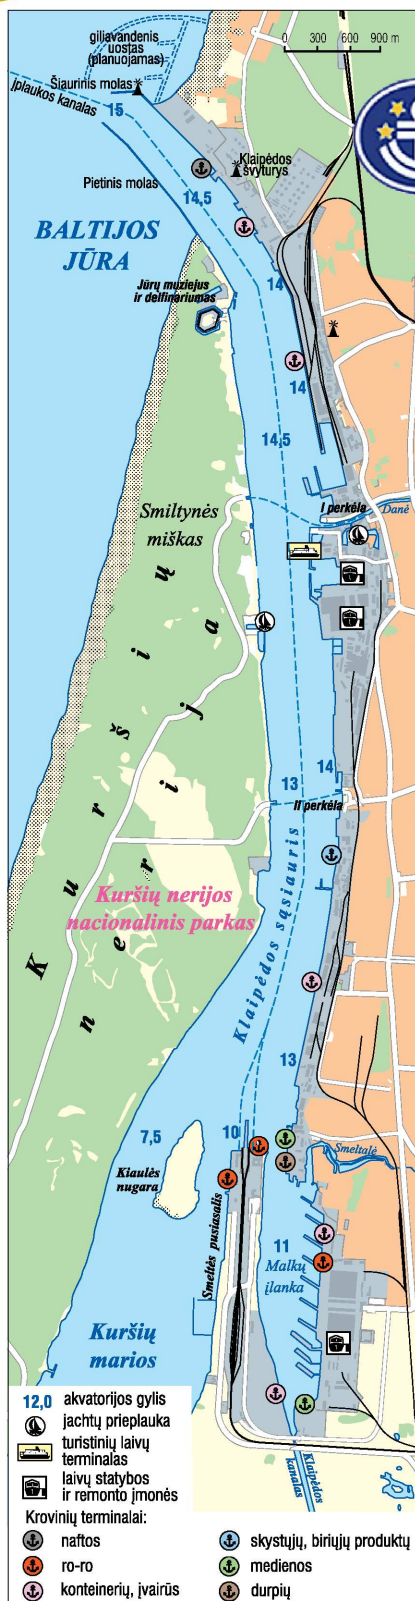 giliavandenis
uostas
(planuojamas)
0 300 600 900 m
Šiaurinis molas
Įplaukos kanalas
15
Klaipėdos
švyturys
Pietinis molas
14,5
BALTIJOS
JŪRA
14
Jūrų muziejus
ir delfinariumas
14
14,5
I perkėla
Danė
Smiltynės
miškas
14
13
II perkėla
Kuršių
nerija
Kuršių nerijos
nacionalinis parkas
Klaipėdos sąsiauris
13
7,5
10
Smeltalė
Kiaulės
nugara
Smeltės pusiasalis
11
Malkų
įlanka
Kuršių
marios
Klaipėdos
kanalas
12,0 akvatorijos gylis
jachtų prieplauka
turistinių laivų
terminalas
laivų statybos
ir remonto įmonės
Krovinių terminalai:
naftos
ro-ro
konteinerių, įvairūs
skystųjų, biriųjų produktų
medienos
durpių